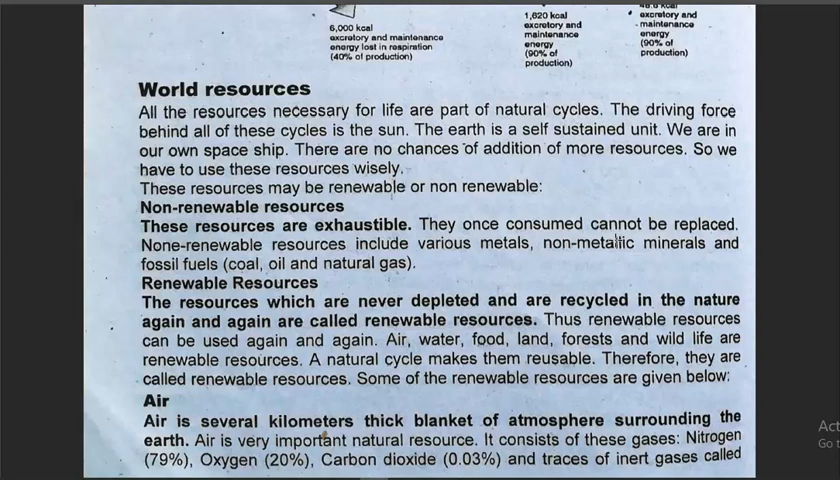 6,000 kcal
excretory and maintenance
energy lost in respiration
(40% of production)
1,620 kcal
excretory and
maintenance
energy
(90% of
production)
48.6 kcal
excretory and
maintenance
energy
(90% of
production)
World resources
All the resources necessary for life are part of natural cycles. The driving force
behind all of these cycles is the sun. The earth is a self sustained unit. We are in
our own space ship. There are no chances of addition of more resources. So we
have to use these resources wisely.
These resources may be renewable or non renewable:
Non-renewable resources
These resources are exhaustible. They once consumed cannot be replaced.
None-renewable resources include various metals, non-metallic minerals and
fossil fuels (coal, oil and natural gas).
Renewable Resources
The resources which are never depleted and are recycled in the nature
again and again are called renewable resources. Thus renewable resources
can be used again and again. Air, water, food, land, forests and wild life are
renewable resources. A natural cycle makes them reusable. Therefore, they are
called renewable resources. Some of the renewable resources are given below:
Air
Air is several kilometers thick blanket of atmosphere surrounding the
earth. Air is very important natural resource. It consists of these gases: Nitrogen
(79%), Oxygen (20%), Carbon dioxide (0.03%) and traces of inert gases called
Act
Go t